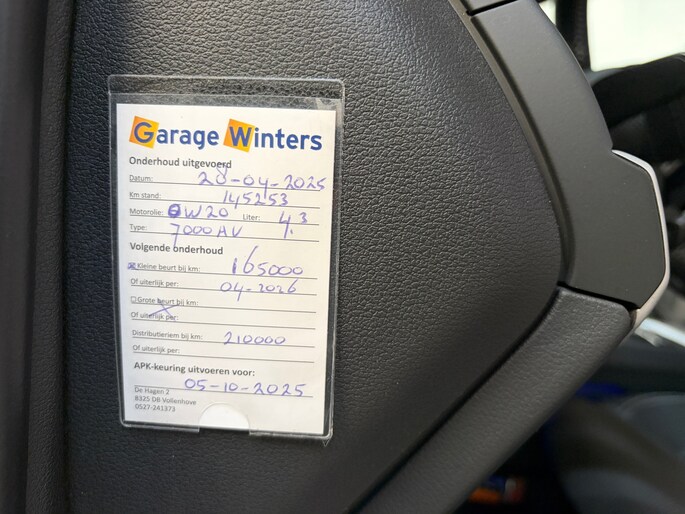 Garage Winters
Onderhoud uitgevoerd
Datum: 28-04-2025
Km stand: 145253
Motorolie: 0W20 Liter: 4,3
Type: 7000 AV
Volgende onderhoud
Kleine beurt bij km: 165000
Of uiterlijk per: 04-2026
Grote beurt bij km:
Of uiterlijk per:
Distributieriem bij km: 210000
Of uiterlijk per:
APK-keuring uitvoeren voor:
05-10-2025
De Hagen 2
8325 DB Vollenhove
0527-241373